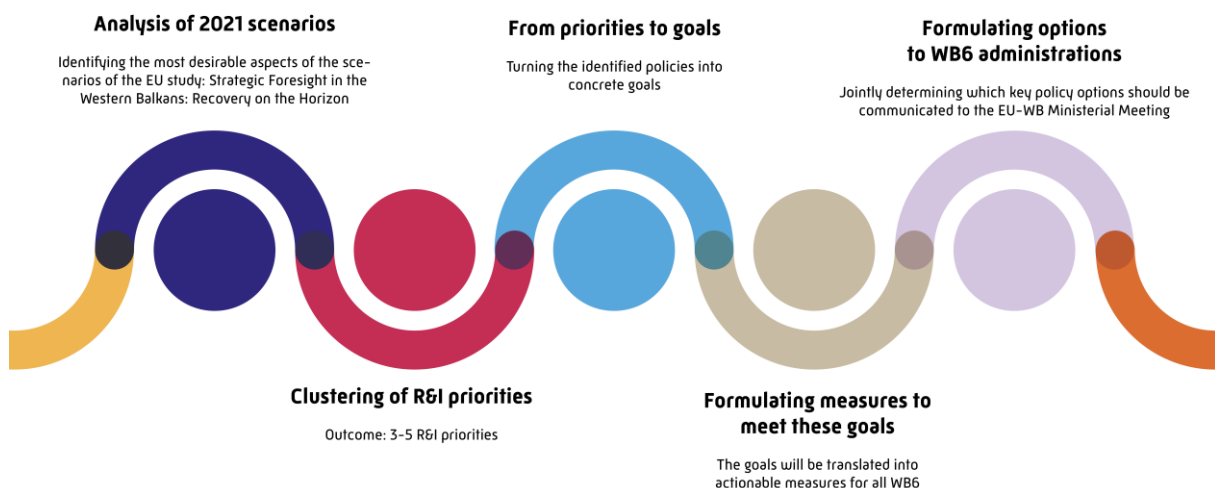 Analysis of 2021 scenarios
Identifying the most desirable aspects of the sce-
narios of the EU study: Strategic Foresight in the
Western Balkans: Recovery on the Horizon
Clustering of R&I priorities
Outcome: 3-5 R&I priorities
From priorities to goals
Turning the identified policies into
concrete goals
Formulating measures to
meet these goals
The goals will be translated into
actionable measures for all WB6
Formulating options
to WB6 administrations
Jointly determining which key policy options should be
communicated to the EU-WB Ministerial Meeting